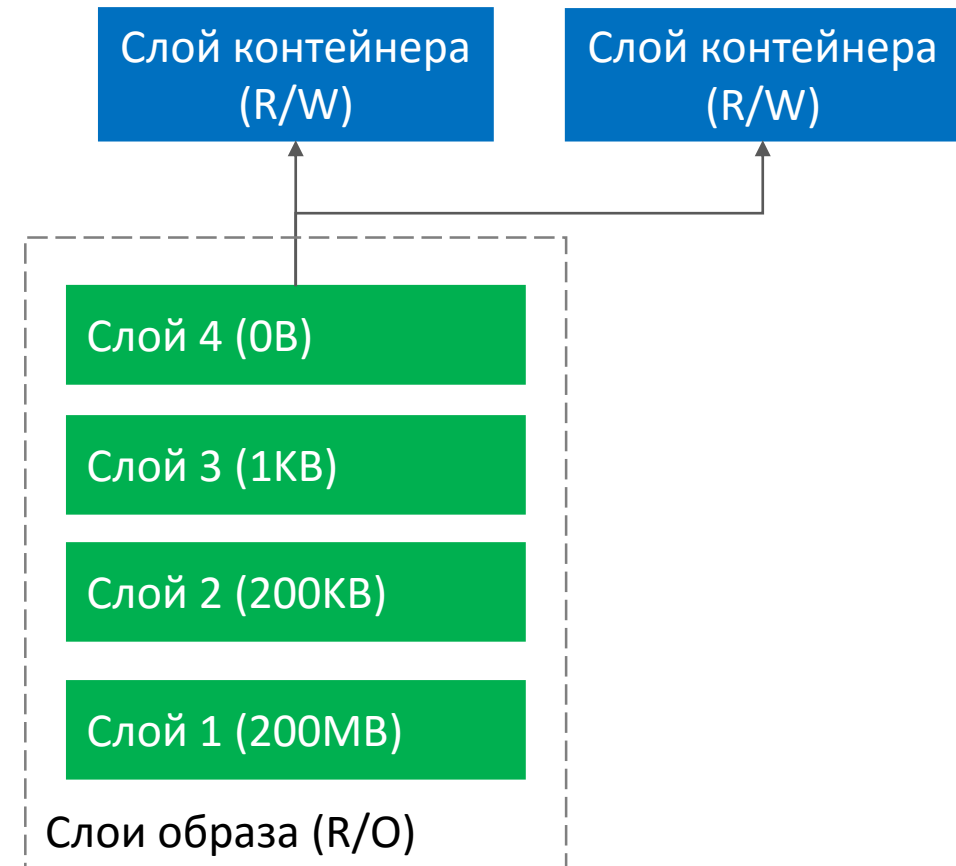 Слой контейнера
(R/W)
Слой контейнера
(R/W)
Слой 4 (0B)
Слой 3 (1KB)
Слой 2 (200KB)
Слой 1 (200MB)
Слои образа (R/O)